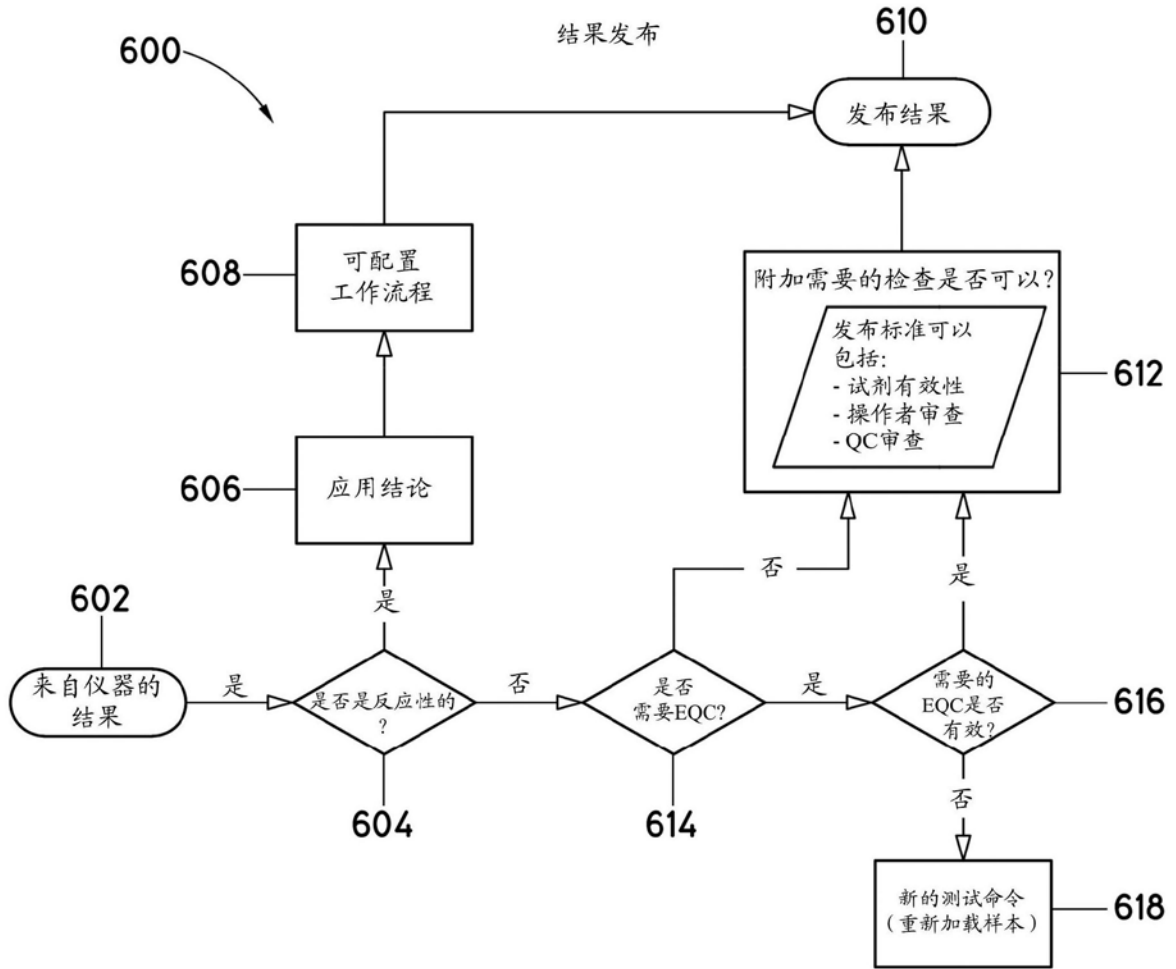 结果发布
600
610
发布结果
608
可配置
工作流程
附加需要的检查是否可以?
发布标准可以
包括:
- 试剂有效性
- 操作者审查
- QC审查
612
606
应用结论
602
是
否
是
来自仪器的
结果
是
是否是反应性的
?
否
是否
需要EQC?
是
需要的
EQC是否
有效?
616
604
614
否
新的测试命令
(重新加载样本)
618